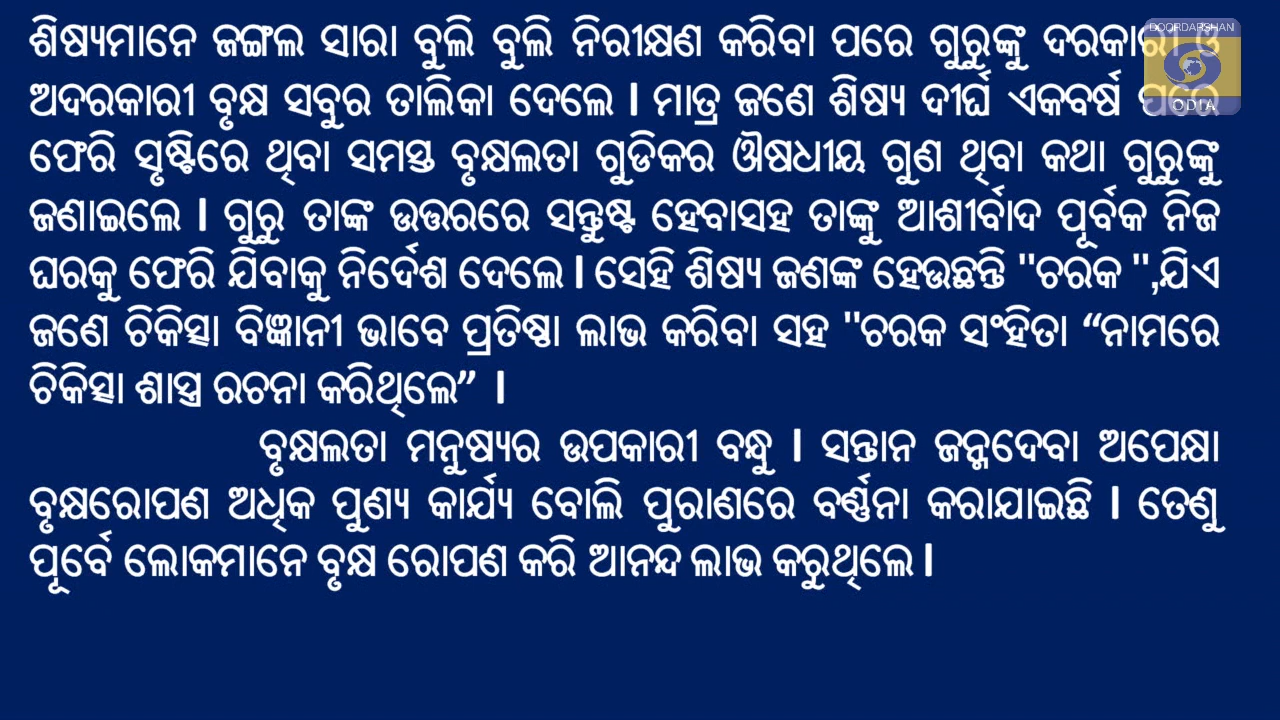 ଶିଷ୍ୟମାନେ ଜଙ୍ଗଲ ସାରା ବୁଲି ବୁଲି ନିରୀକ୍ଷଣ କରିବା ପରେ ଗୁରୁଙ୍କୁ ଦରକାରୀ ଓ
ଅଦରକାରୀ ବୃକ୍ଷ ସବୁର ତାଲିକା ଦେଲେ । ମାତ୍ର ଜଣେ ଶିଷ୍ୟ ଦୀର୍ଘ ଏକବର୍ଷ ପରେ
ଫେରି ସୃଷ୍ଟିରେ ଥିବା ସମସ୍ତ ବୃକ୍ଷଲତା ଗୁଡିକର ଔଷଧୀୟ ଗୁଣ ଥିବା କଥା ଗୁରୁଙ୍କୁ
ଜଣାଇଲେ । ଗୁରୁ ତାଙ୍କ ଉତ୍ତରରେ ସନ୍ତୁଷ୍ଟ ହେବାସହ ତାଙ୍କୁ ଆଶୀର୍ବାଦ ପୂର୍ବକ ନିଜ
ଘରକୁ ଫେରି ଯିବାକୁ ନିର୍ଦେଶ ଦେଲେ । ସେହି ଶିଷ୍ୟ ଜଣଙ୍କ ହେଉଛନ୍ତି "ଚରକ ",ଯିଏ
ଜଣେ ଚିକିତ୍ସା ବିଜ୍ଞାନୀ ଭାବେ ପ୍ରତିଷ୍ଠା ଲାଭ କରିବା ସହ "ଚରକ ସଂହିତା “ନାମରେ
ଚିକିତ୍ସା ଶାସ୍ତ୍ର ରଚନା କରିଥିଲେ” ।
ବୃକ୍ଷଲତା ମନୁଷ୍ୟର ଉପକାରୀ ବନ୍ଧୁ । ସନ୍ତାନ ଜନ୍ମଦେବା ଅପେକ୍ଷା
ବୃକ୍ଷରୋପଣ ଅଧିକ ପୁଣ୍ୟ କାର୍ଯ୍ୟ ବୋଲି ପୁରାଣରେ ବର୍ଣ୍ଣନା କରାଯାଇଛି । ତେଣୁ
ପୂର୍ବେ ଲୋକମାନେ ବୃକ୍ଷ ରୋପଣ କରି ଆନନ୍ଦ ଲାଭ କରୁଥିଲେ ।
DOORDARSHAN
ODIA